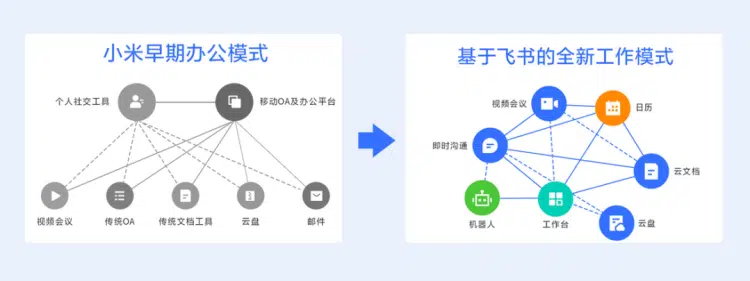 小米早期办公模式
个人社交工具
移动OA及办公平台
视频会议
传统OA
传统文档工具
云盘
邮件
基于飞书的全新工作模式
视频会议
日历
即时沟通
云文档
机器人
工作台
云盘